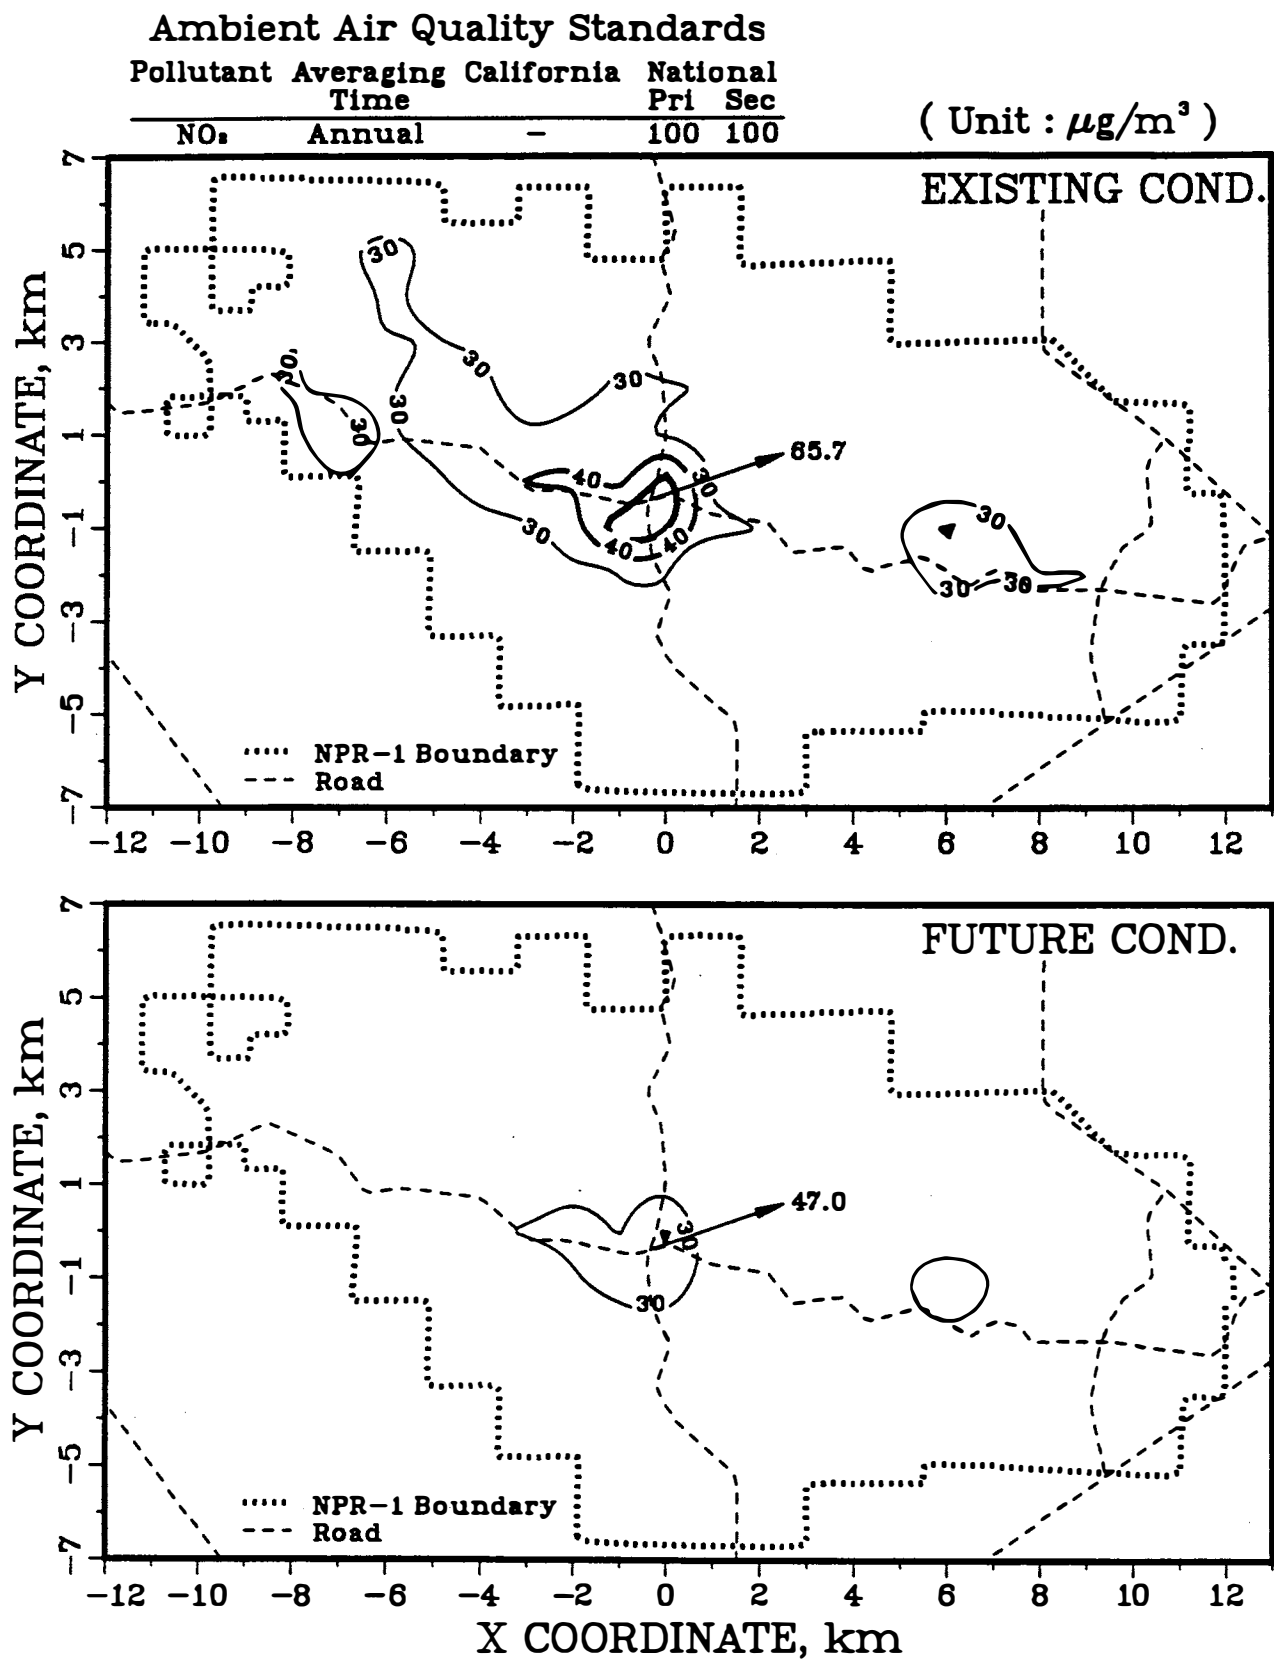 Ambient Air Quality Standards
Pollutant Averaging California National
Time Pri Sec
NO₂ Annual – 100 100
( Unit : µg/m³ )
EXISTING COND.
Y COORDINATE, km
7
5
3
1
-1
-3
-5
-7
30
30
30
30
30
30
30
30
30
30
30
40
40
40
65.7
NPR-1 Boundary
Road
-12 -10 -8 -6 -4 -2 0 2 4 6 8 10 12
FUTURE COND.
Y COORDINATE, km
7
5
3
1
-1
-3
-5
-7
30
30
47.0
NPR-1 Boundary
Road
-12 -10 -8 -6 -4 -2 0 2 4 6 8 10 12
X COORDINATE, km